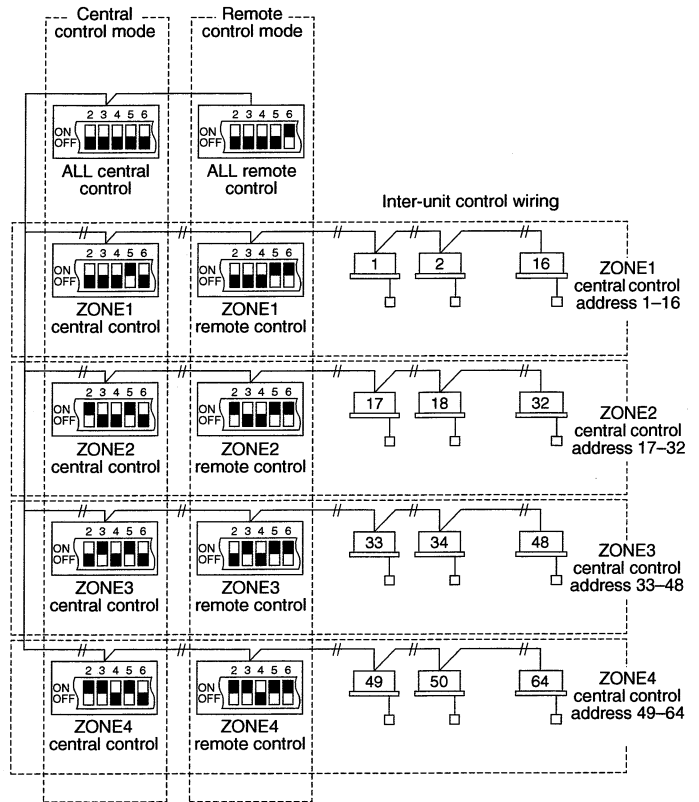 Central
control mode
Remote
control mode
2 3 4 5 6
ON
OFF
ALL central
control
2 3 4 5 6
ON
OFF
ALL remote
control
Inter-unit control wiring
2 3 4 5 6
ON
OFF
ZONE1
central control
2 3 4 5 6
ON
OFF
ZONE1
remote control
1
2
16
ZONE1
central control
address 1–16
2 3 4 5 6
ON
OFF
ZONE2
central control
2 3 4 5 6
ON
OFF
ZONE2
remote control
17
18
32
ZONE2
central control
address 17–32
2 3 4 5 6
ON
OFF
ZONE3
central control
2 3 4 5 6
ON
OFF
ZONE3
remote control
33
34
48
ZONE3
central control
address 33–48
2 3 4 5 6
ON
OFF
ZONE4
central control
2 3 4 5 6
ON
OFF
ZONE4
remote control
49
50
64
ZONE4
central control
address 49–64